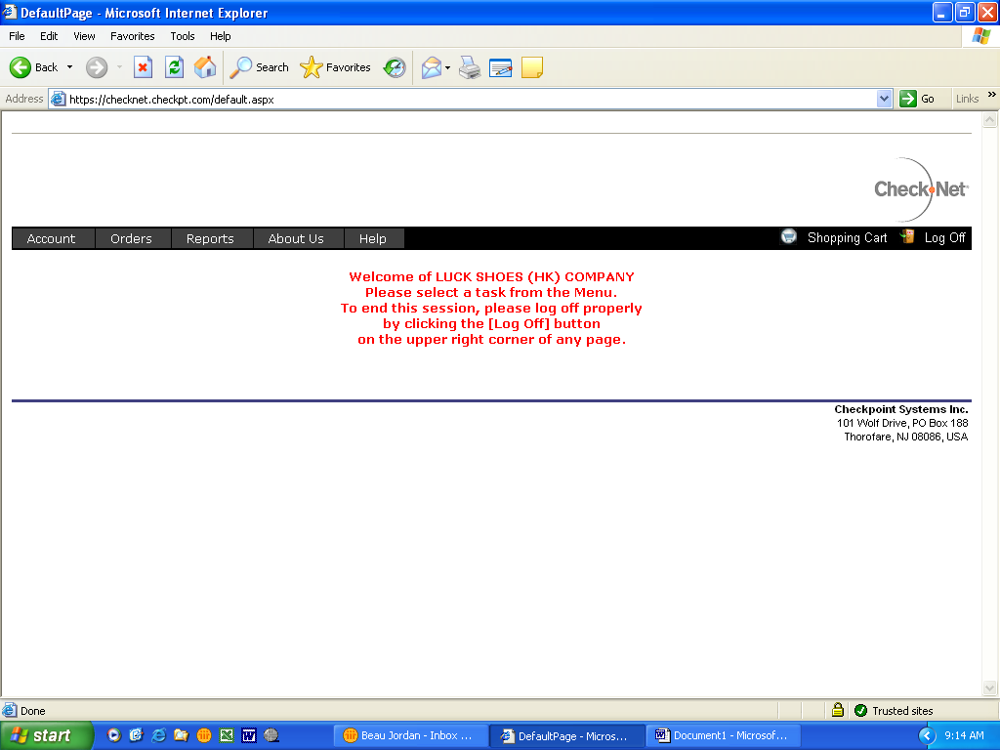 DefaultPage - Microsoft Internet Explorer
File Edit View Favorites Tools Help
Back Search Favorites
Address https://checknet.checkpt.com/default.aspx Go Links »
Check Net
Account Orders Reports About Us Help Shopping Cart Log Off
Welcome of LUCK SHOES (HK) COMPANY
Please select a task from the Menu.
To end this session, please log off properly
by clicking the [Log Off] button
on the upper right corner of any page.
Checkpoint Systems Inc.
101 Wolf Drive, PO Box 188
Thorofare, NJ 08086, USA
Done Trusted sites
start Beau Jordan - Inbox ... DefaultPage - Micros... Document1 - Microsof... 9:14 AM